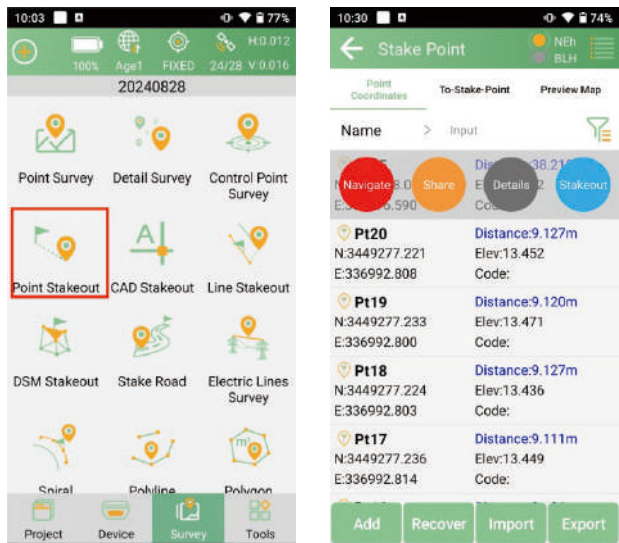 10:03
77%
100%
Age1
FIXED
24/28
H:0.012
V:0.016
20240828
Point Survey
Detail Survey
Control Point
Survey
Point Stakeout
CAD Stakeout
Line Stakeout
DSM Stakeout
Stake Road
Electric Lines
Survey
Spiral
Polyline
Polygon
Project
Device
Survey
Tools
10:30
74%
Stake Point
NEh
BLH
Point
Coordinates
To-Stake-Point
Preview Map
Name
>
Input
Navigate
Share
Details
Stakeout
Pt20
Distance:9.127m
N:3449277.221
Elev:13.452
E:336992.808
Code:
Pt19
Distance:9.120m
N:3449277.233
Elev:13.471
E:336992.800
Code:
Pt18
Distance:9.127m
N:3449277.224
Elev:13.436
E:336992.803
Code:
Pt17
Distance:9.111m
N:3449277.236
Elev:13.449
E:336992.814
Code:
Add
Recover
Import
Export